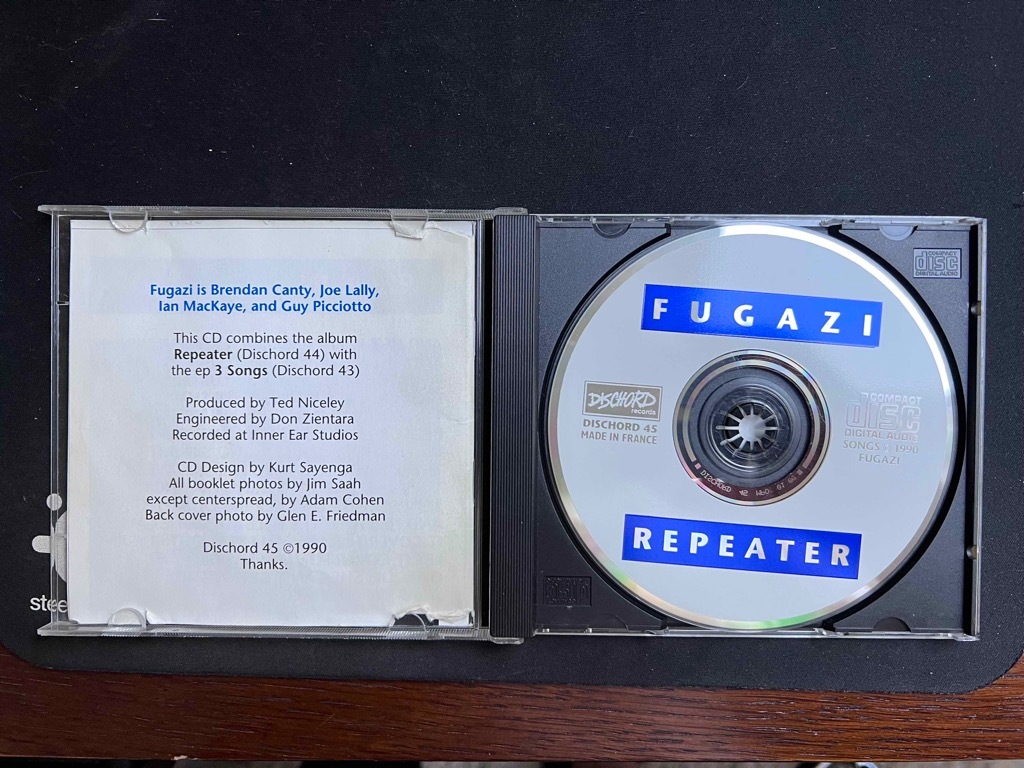 Fugazi is Brendan Canty, Joe Lally,
Ian MacKaye, and Guy Picciotto
This CD combines the album
Repeater (Dischord 44) with
the ep 3 Songs (Dischord 43)
Produced by Ted Niceley
Engineered by Don Zientara
Recorded at Inner Ear Studios
CD Design by Kurt Sayenga
All booklet photos by Jim Saah
except centerspread, by Adam Cohen
Back cover photo by Glen E. Friedman
Dischord 45 ©1990
Thanks.
stee
COMPACT
disc
DIGITAL AUDIO
FUGAZI
DISCHORD
records
DISCHORD 45
MADE IN FRANCE
COMPACT
disc
DIGITAL AUDIO
SONGS © 1990
FUGAZI
DISCHORD 45
REPEATER